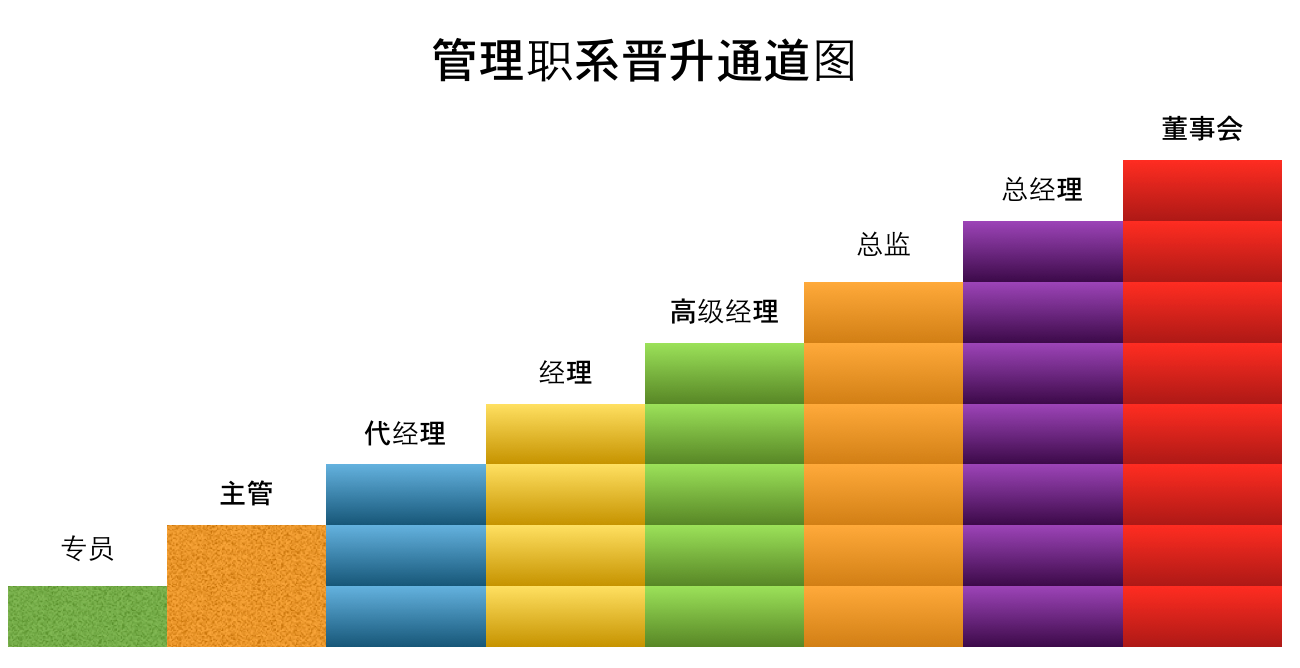 管理职系晋升通道图
董事会
总经理
总监
高级经理
经理
代经理
主管
专员